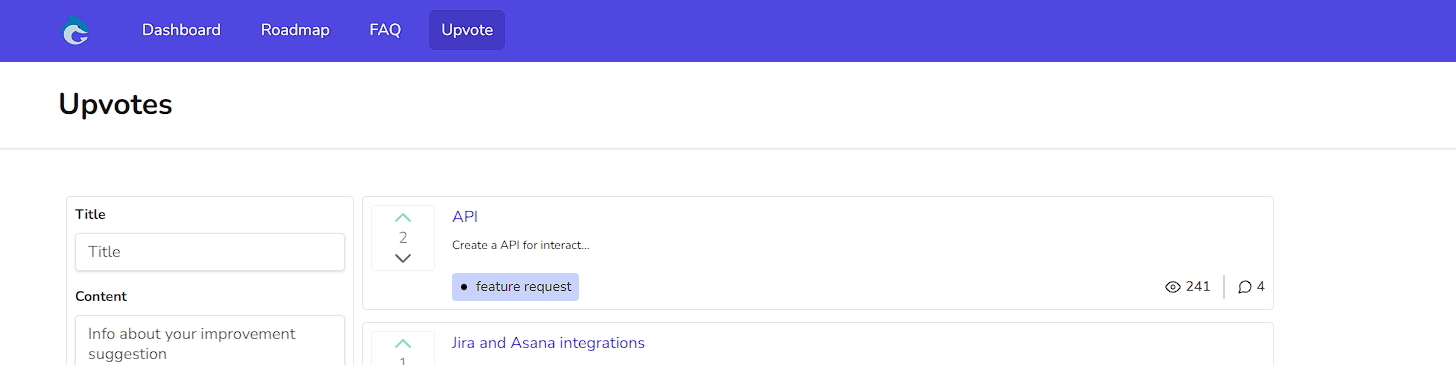 Dashboard Roadmap FAQ Upvote
Upvotes
Title
Title
Content
Info about your improvement
suggestion
2
API
Create a API for interact...
feature request
241
4
1
Jira and Asana integrations